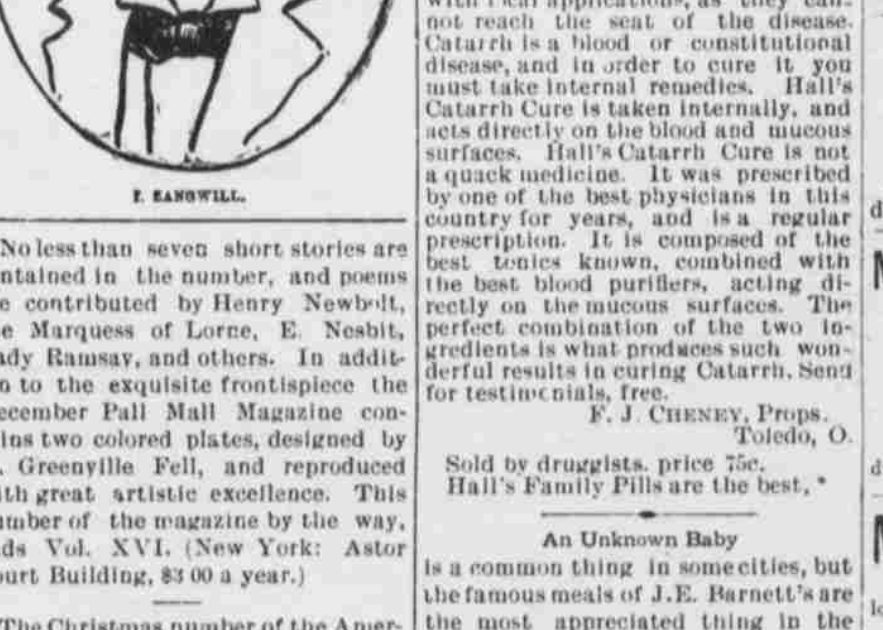 I. ZANGWILL.
No less than seven short stories are
ntained in the number, and poems
e contributed by Henry Newbolt,
e Marquess of Lorne, E. Nesbit,
ady Ramsay, and others. In addit-
n to the exquisite frontispiece the
ecember Pall Mall Magazine con-
ins two colored plates, designed by
. Greenville Fell, and reproduced
ith great artistic excellence. This
umber of the magazine by the way,
ds Vol. XVI. (New York: Astor
ourt Building, $3 00 a year.)
The Christmas number of the Amer-
with local applications, as they can-
not reach the seat of the disease.
Catarrh is a blood or constitutional
disease, and in order to cure it you
must take internal remedies. Hall's
Catarrh Cure is taken internally, and
acts directly on the blood and mucous
surfaces. Hall's Catarrh Cure is not
a quack medicine. It was prescribed
by one of the best physicians in this
country for years, and is a regular
prescription. It is composed of the
best tonics known, combined with
the best blood purifiers, acting di-
rectly on the mucous surfaces. The
perfect combination of the two in-
gredients is what produces such won-
derful results in curing Catarrh. Send
for testimonials, free.
F. J. CHENEY, Props.
Toledo, O.
Sold by druggists. price 75c.
Hall's Family Pills are the best, *
An Unknown Baby
is a common thing in some cities, but
the famous meals of J.E. Barnett's are
the most appreciated thing in the